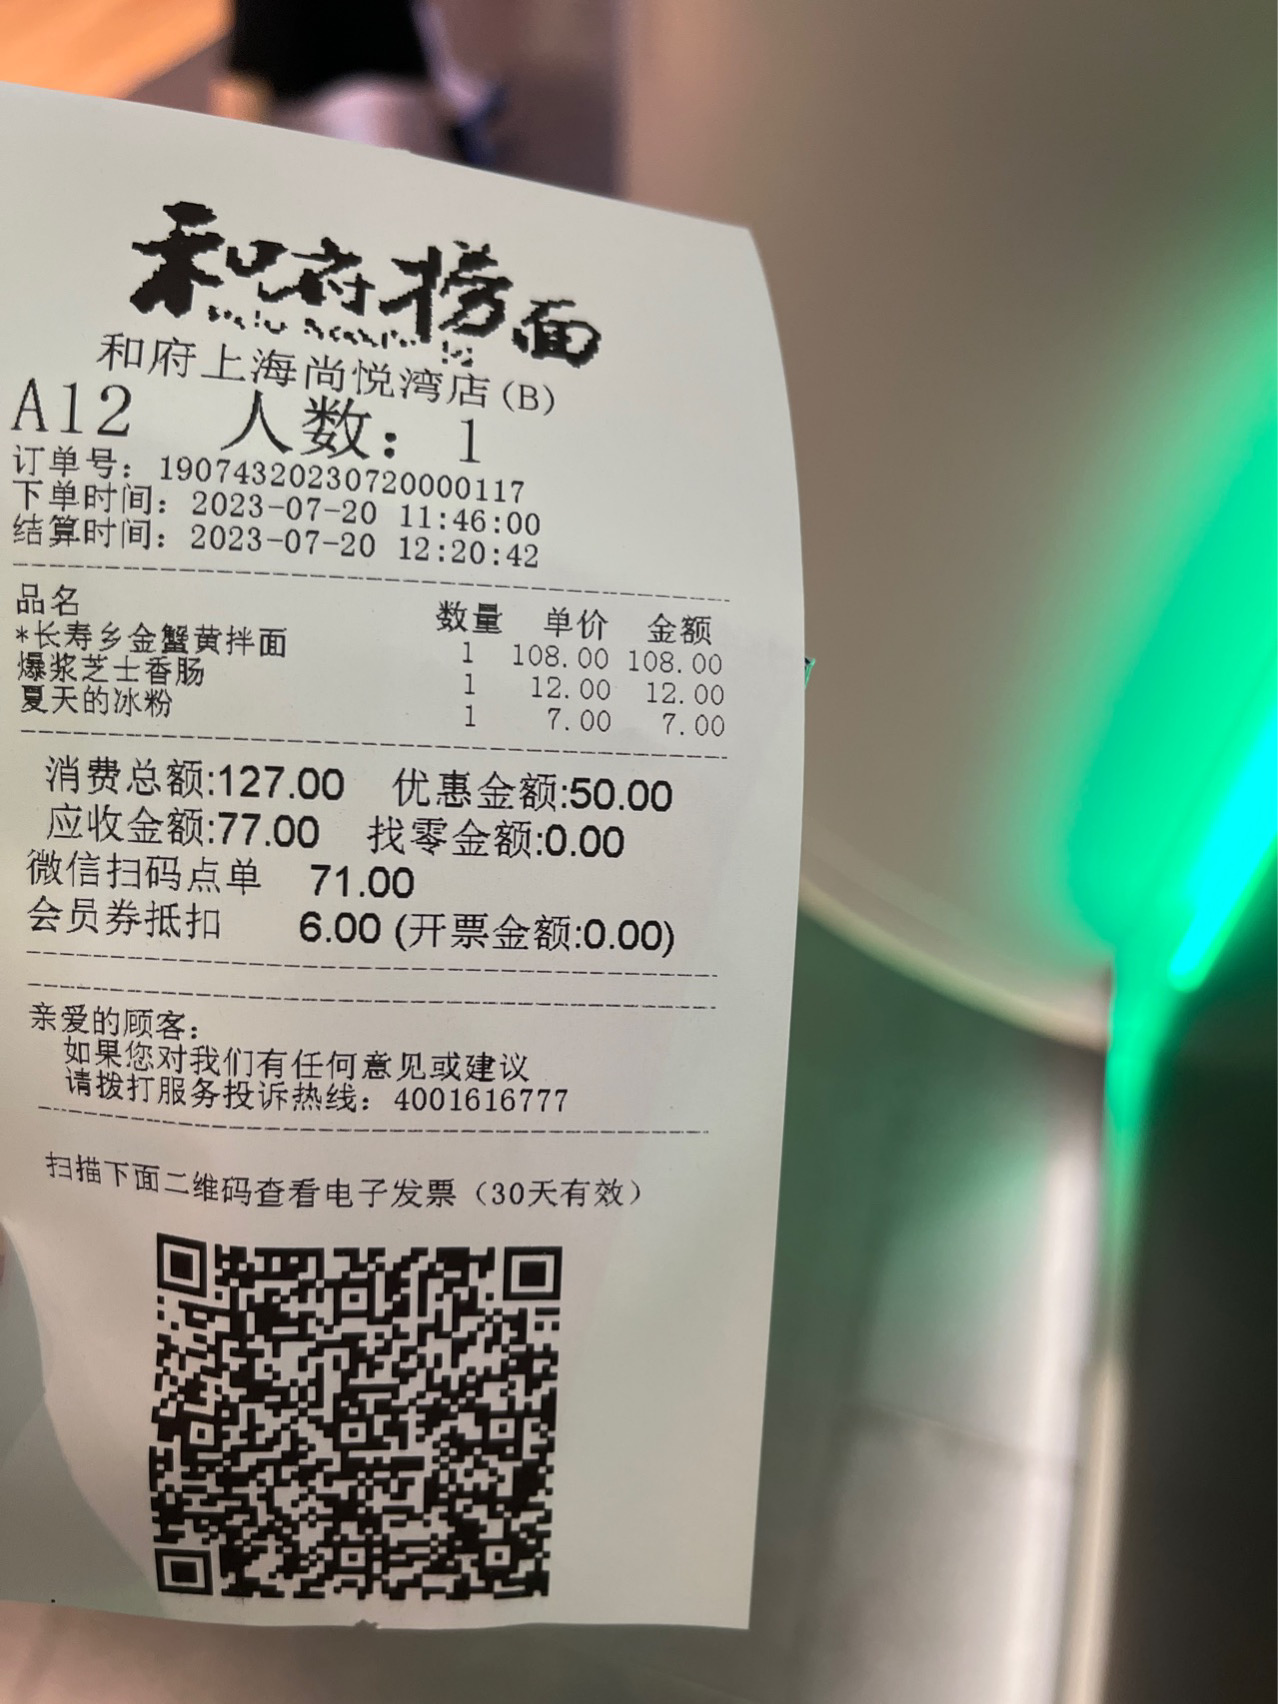 和府捞面
和府上海尚悦湾店(B)
A12 人数: 1
订单号: 19074320230720000117
下单时间: 2023-07-20 11:46:00
结算时间: 2023-07-20 12:20:42
品名 数量 单价 金额
*长寿乡金蟹黄拌面 1 108.00 108.00
爆浆芝士香肠 1 12.00 12.00
夏天的冰粉 1 7.00 7.00
消费总额:127.00 优惠金额:50.00
应收金额:77.00 找零金额:0.00
微信扫码点单 71.00
会员券抵扣 6.00 (开票金额:0.00)
亲爱的顾客:
如果您对我们有任何意见或建议
请拨打服务投诉热线: 4001616777
扫描下面二维码查看电子发票（30天有效）